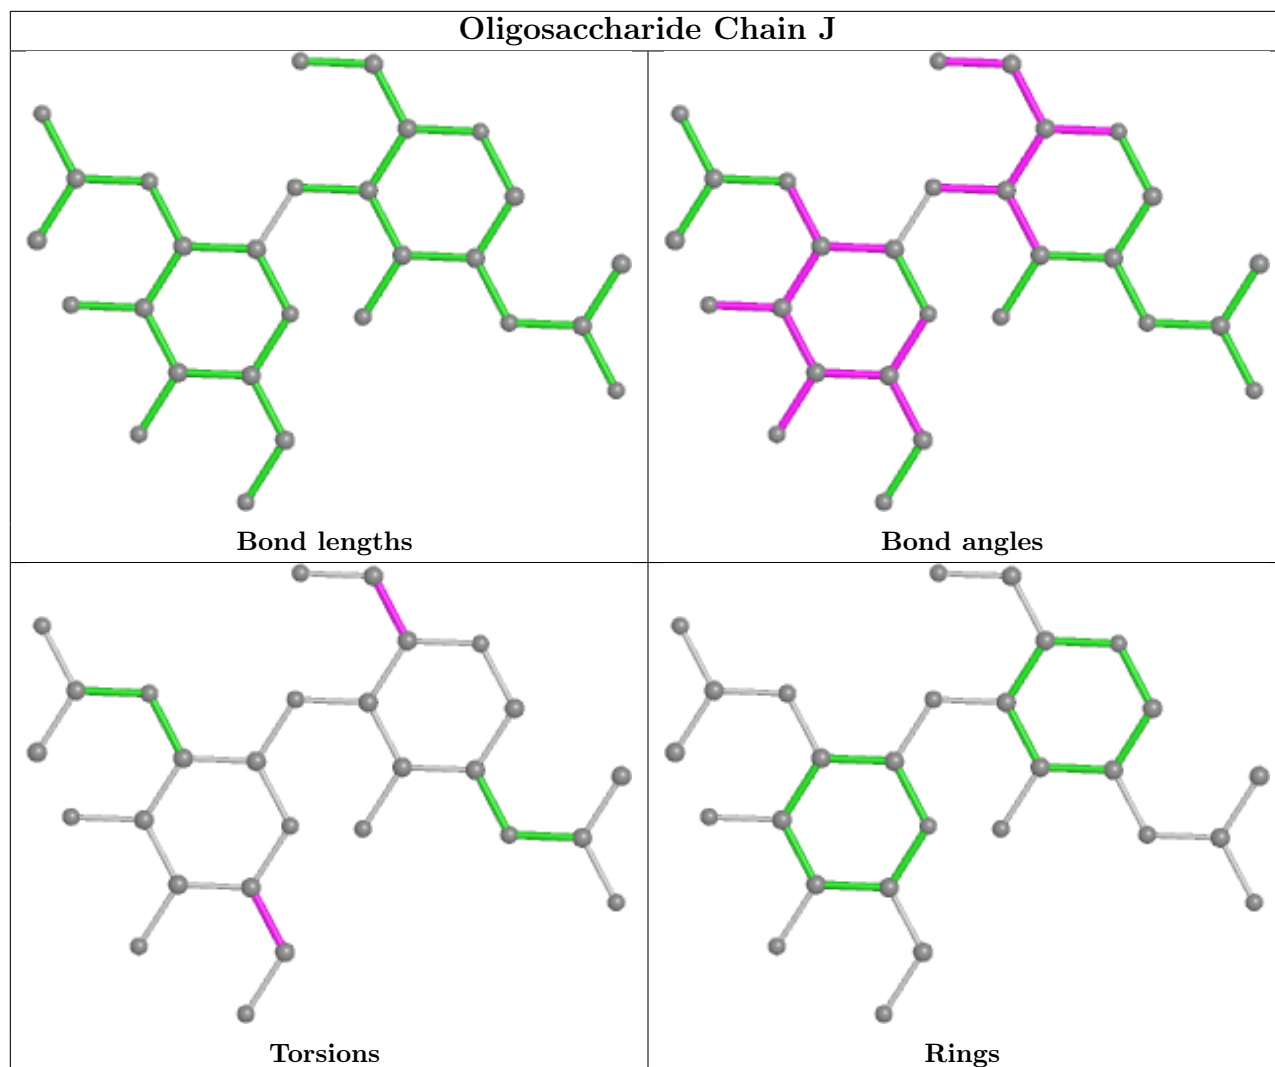 Oligosaccharide Chain J
Bond lengths
Bond angles
Torsions
Rings